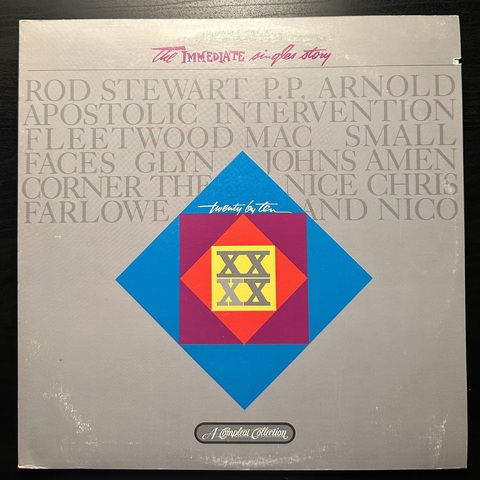 The IMMEDIATE singles story
ROD STEWART P.P. ARNOLD
APOSTOLIC INTERVENTION
FLEETWOOD MAC SMALL
FACES GLYN JOHNS AMEN
CORNER THE NICE CHRIS
FARLOWE AND NICO
twenty by ten
XX
XX
A Compleat Collection